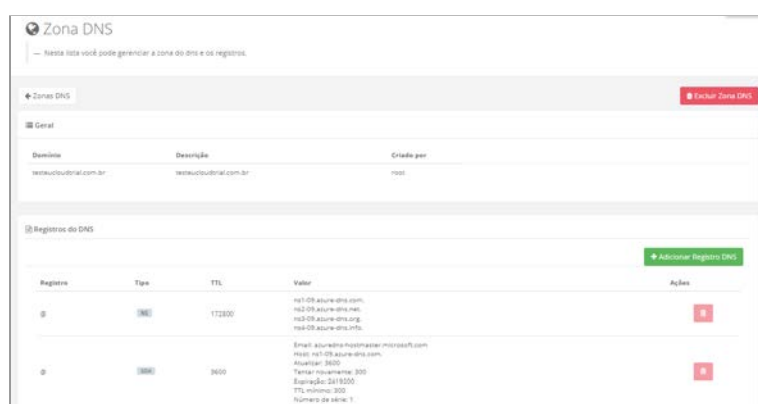 Zona DNS
— Nesta lista você pode gerenciar a zona do dns e os registros.
Zonas DNS
Excluir Zona DNS
Geral
Domínio Descrição Criado por
testeucloudtrial.com.br testeucloudtrial.com.br root
Registros do DNS
Adicionar Registro DNS
Registro Tipo TTL Valor Ações
@ NS 172800
ns1-09.azure-dns.com.
ns2-09.azure-dns.net.
ns3-09.azure-dns.org.
ns4-09.azure-dns.info.
@ SOA 3600
Email: azuredns-hostmaster.microsoft.com
Host: ns1-09.azure-dns.com.
Atualizar: 3600
Tentar novamente: 300
Expiração: 2419200
TTL mínimo: 300
Número de série: 1